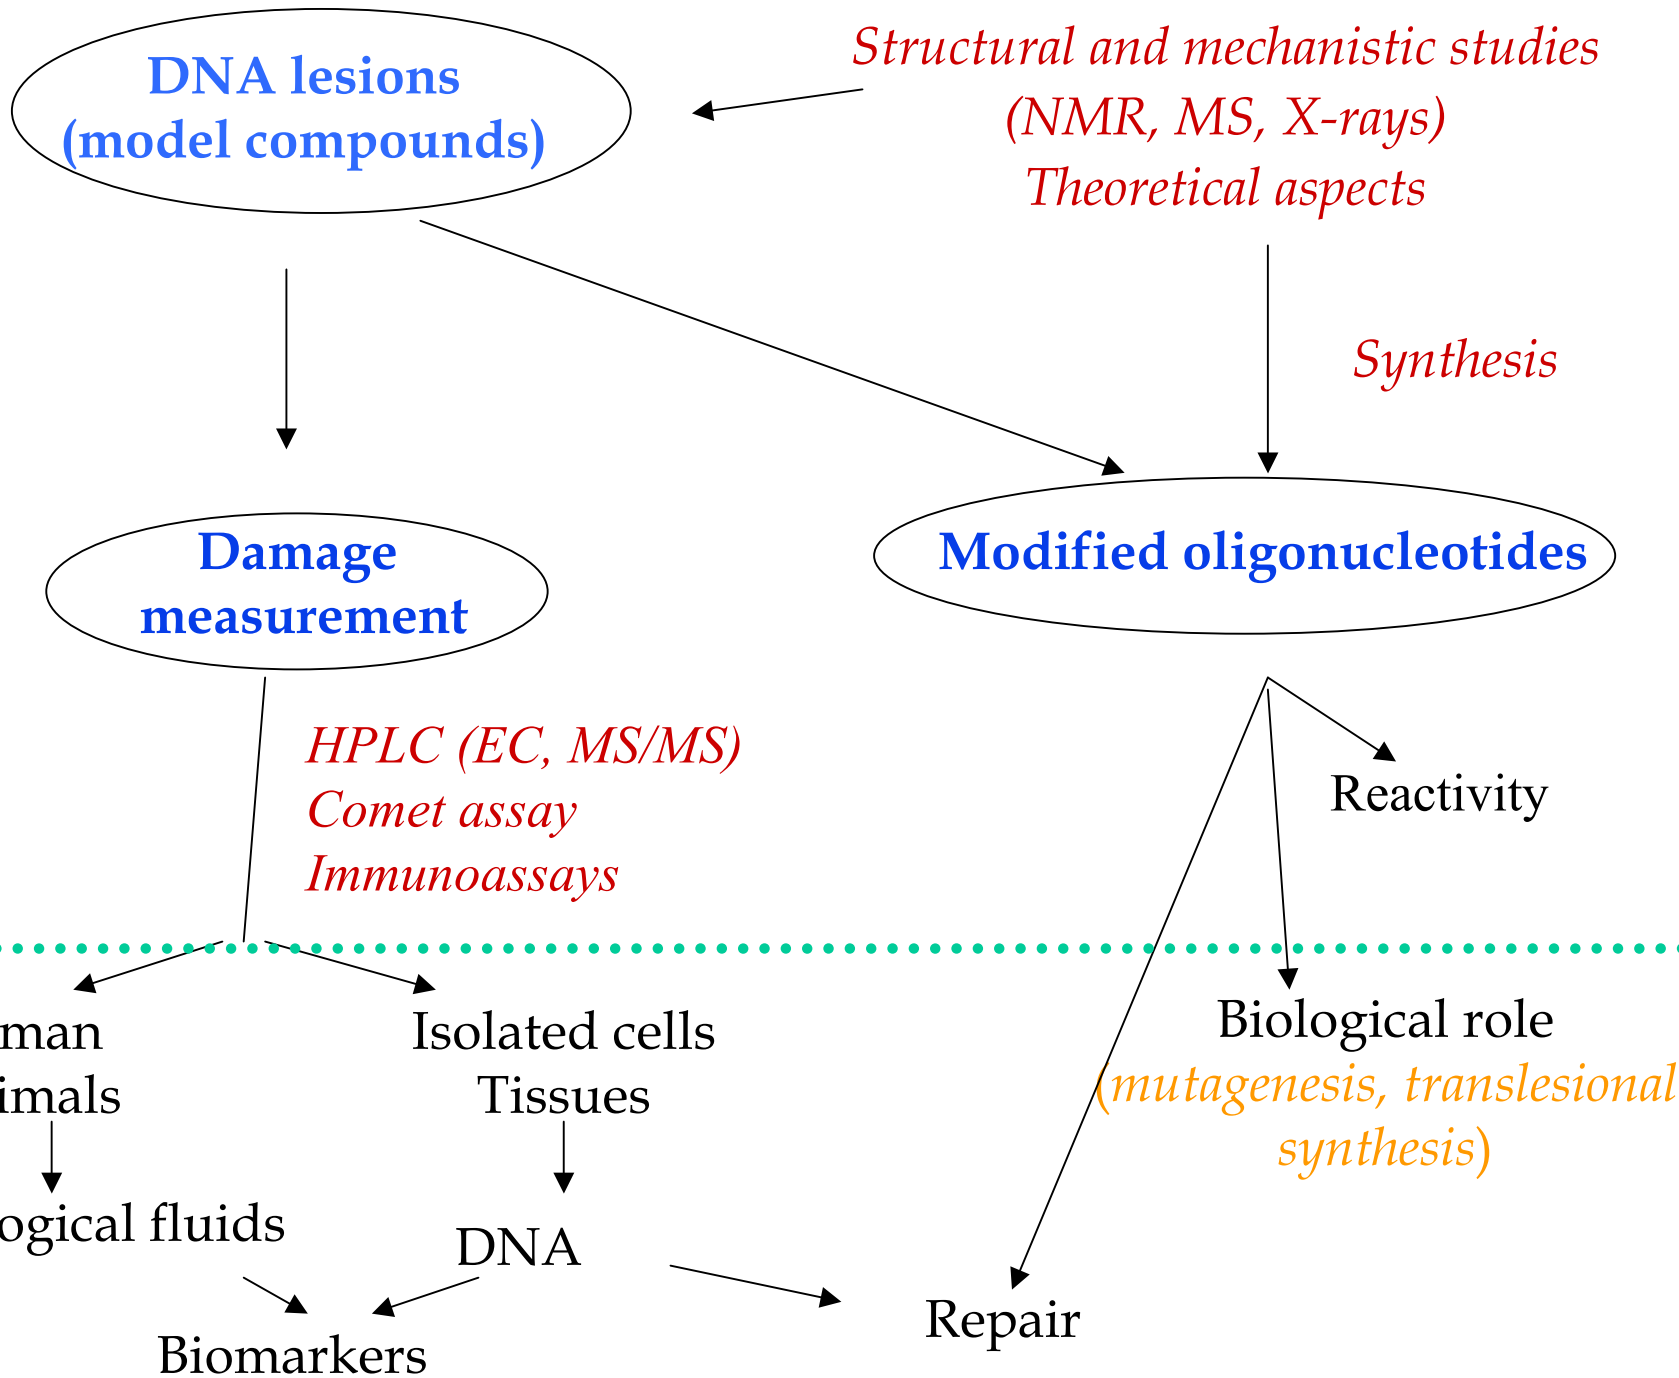 DNA lesions
(model compounds)
Structural and mechanistic studies
(NMR, MS, X-rays)
Theoretical aspects
Synthesis
Damage
measurement
Modified oligonucleotides
HPLC (EC, MS/MS)
Comet assay
Immunoassays
Reactivity
man
imals
Isolated cells
Tissues
Biological role
(mutagenesis, translesional
synthesis)
ogical fluids
DNA
Repair
Biomarkers